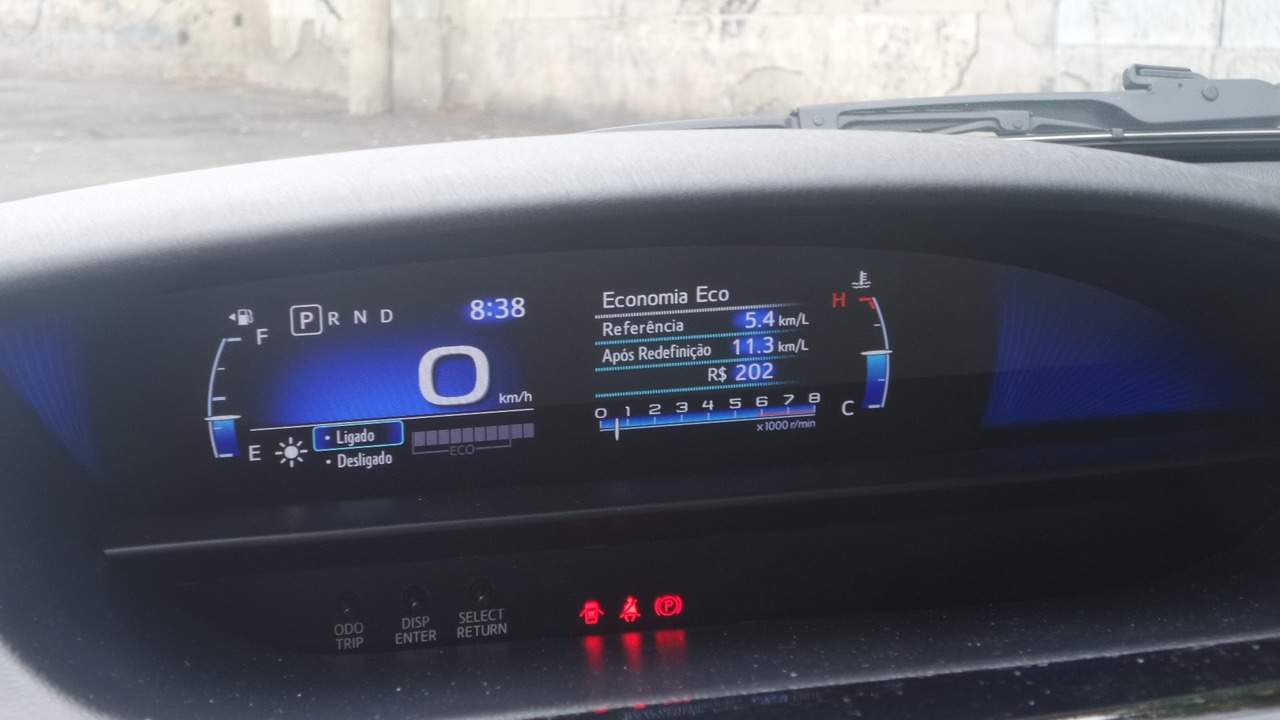 P R N D 8:38
F
0 km/h
E
• Ligado
• Desligado
ECO
Economia Eco
Referência 5.4 km/L
Após Redefinição 11.3 km/L
R$ 202
0 1 2 3 4 5 6 7 8
x1000 r/min
H
C
ODO TRIP
DISP ENTER
SELECT RETURN
P